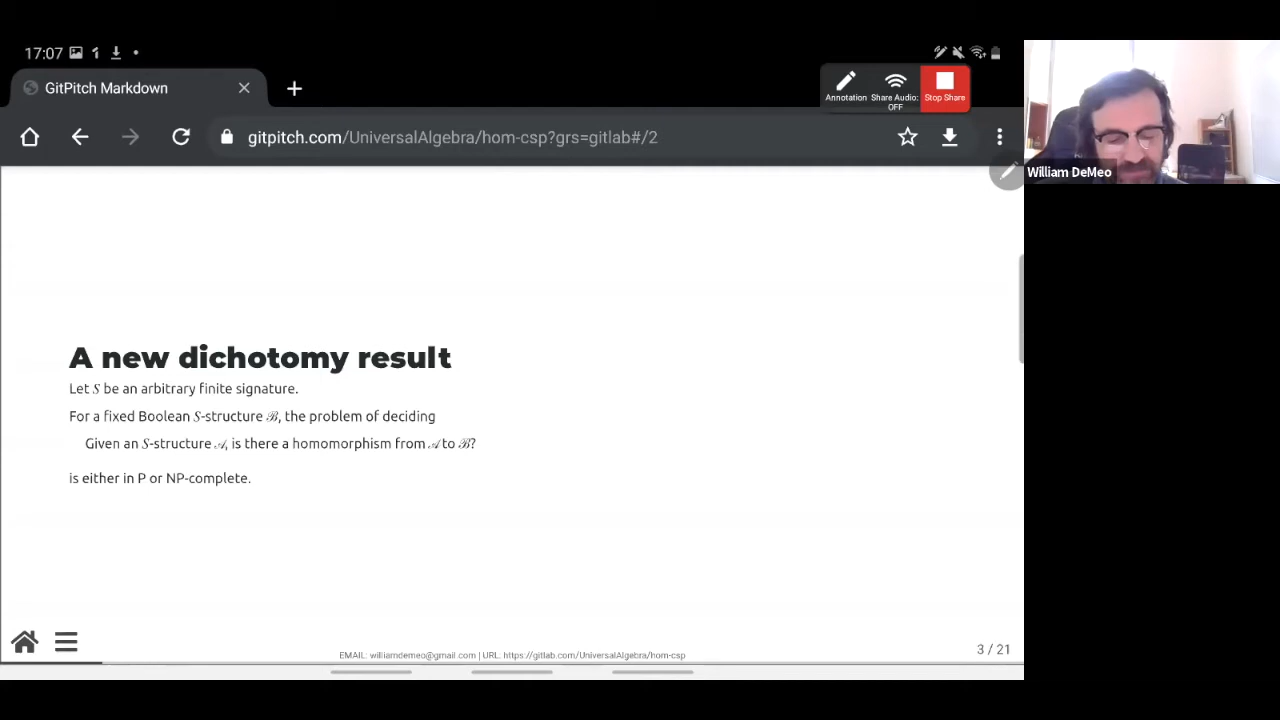 17:07
GitPitch Markdown
Annotation
Share Audio: OFF
Stop Share
gitpitch.com/UniversalAlgebra/hom-csp?grs=gitlab#/2
William DeMeo
A new dichotomy result
Let 𝑆 be an arbitrary finite signature.
For a fixed Boolean 𝑆-structure ℬ, the problem of deciding
Given an 𝑆-structure 𝒜, is there a homomorphism from 𝒜 to ℬ?
is either in P or NP-complete.
EMAIL: williamdemeo@gmail.com | URL: https://gitlab.com/UniversalAlgebra/hom-csp
3 / 21